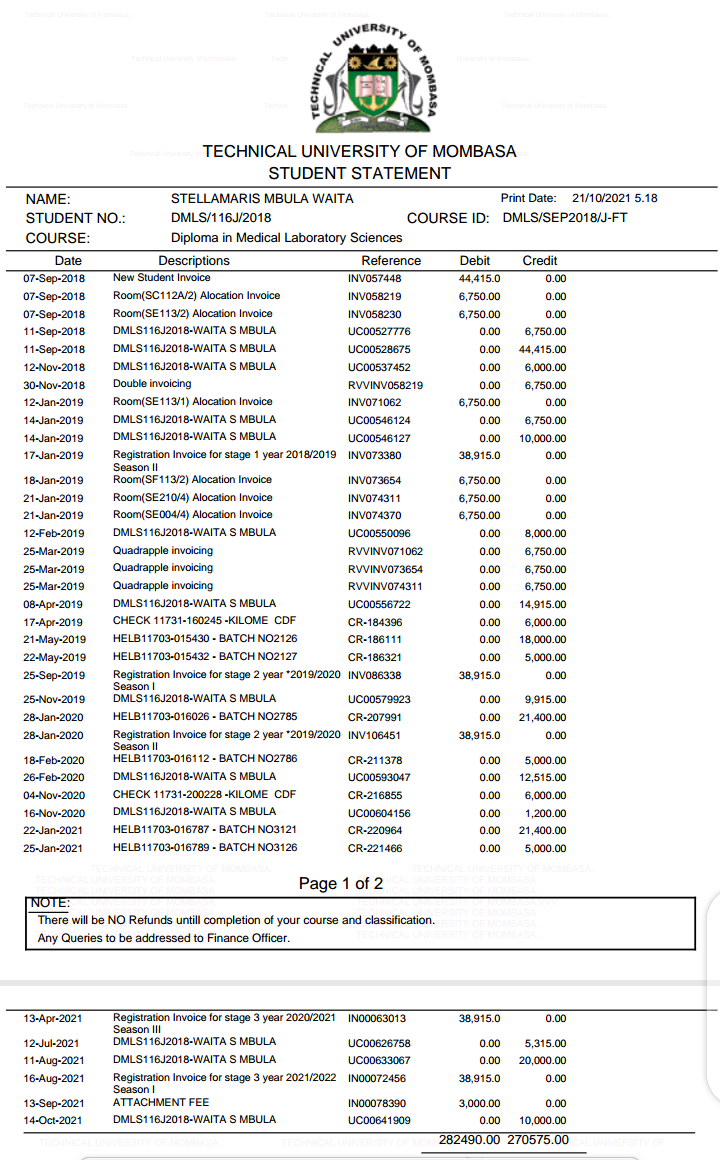 TECHNICAL UNIVERSITY OF MOMBASA
TECHNICAL UNIVERSITY OF MOMBASA
STUDENT STATEMENT
NAME: STELLAMARIS MBULA WAITA Print Date: 21/10/2021 5.18
STUDENT NO.: DMLS/116J/2018 COURSE ID: DMLS/SEP2018/J-FT
COURSE: Diploma in Medical Laboratory Sciences
Date Descriptions Reference Debit Credit
07-Sep-2018 New Student Invoice INV057448 44,415.0 0.00
07-Sep-2018 Room(SC112A/2) Alocation Invoice INV058219 6,750.00 0.00
07-Sep-2018 Room(SE113/2) Alocation Invoice INV058230 6,750.00 0.00
11-Sep-2018 DMLS116J2018-WAITA S MBULA UC00527776 0.00 6,750.00
11-Sep-2018 DMLS116J2018-WAITA S MBULA UC00528675 0.00 44,415.00
12-Nov-2018 DMLS116J2018-WAITA S MBULA UC00537452 0.00 6,000.00
30-Nov-2018 Double invoicing RVVINV058219 0.00 6,750.00
12-Jan-2019 Room(SE113/1) Alocation Invoice INV071062 6,750.00 0.00
14-Jan-2019 DMLS116J2018-WAITA S MBULA UC00546124 0.00 6,750.00
14-Jan-2019 DMLS116J2018-WAITA S MBULA UC00546127 0.00 10,000.00
17-Jan-2019 Registration Invoice for stage 1 year 2018/2019 INV073380 38,915.0 0.00
Season II
18-Jan-2019 Room(SF113/2) Alocation Invoice INV073654 6,750.00 0.00
21-Jan-2019 Room(SE210/4) Alocation Invoice INV074311 6,750.00 0.00
21-Jan-2019 Room(SE004/4) Alocation Invoice INV074370 6,750.00 0.00
12-Feb-2019 DMLS116J2018-WAITA S MBULA UC00550096 0.00 8,000.00
25-Mar-2019 Quadrapple invoicing RVVINV071062 0.00 6,750.00
25-Mar-2019 Quadrapple invoicing RVVINV073654 0.00 6,750.00
25-Mar-2019 Quadrapple invoicing RVVINV074311 0.00 6,750.00
08-Apr-2019 DMLS116J2018-WAITA S MBULA UC00556722 0.00 14,915.00
17-Apr-2019 CHECK 11731-160245 -KILOME CDF CR-184396 0.00 6,000.00
21-May-2019 HELB11703-015430 - BATCH NO2126 CR-186111 0.00 18,000.00
22-May-2019 HELB11703-015432 - BATCH NO2127 CR-186321 0.00 5,000.00
25-Sep-2019 Registration Invoice for stage 2 year *2019/2020 INV086338 38,915.0 0.00
Season I
25-Nov-2019 DMLS116J2018-WAITA S MBULA UC00579923 0.00 9,915.00
28-Jan-2020 HELB11703-016026 - BATCH NO2785 CR-207991 0.00 21,400.00
28-Jan-2020 Registration Invoice for stage 2 year *2019/2020 INV106451 38,915.0 0.00
Season II
18-Feb-2020 HELB11703-016112 - BATCH NO2786 CR-211378 0.00 5,000.00
26-Feb-2020 DMLS116J2018-WAITA S MBULA UC00593047 0.00 12,515.00
04-Nov-2020 CHECK 11731-200228 -KILOME CDF CR-216855 0.00 6,000.00
16-Nov-2020 DMLS116J2018-WAITA S MBULA UC00604156 0.00 1,200.00
22-Jan-2021 HELB11703-016787 - BATCH NO3121 CR-220964 0.00 21,400.00
25-Jan-2021 HELB11703-016789 - BATCH NO3126 CR-221466 0.00 5,000.00
Page 1 of 2
NOTE:
There will be NO Refunds untill completion of your course and classification.
Any Queries to be addressed to Finance Officer.
13-Apr-2021 Registration Invoice for stage 3 year 2020/2021 IN00063013 38,915.0 0.00
Season III
12-Jul-2021 DMLS116J2018-WAITA S MBULA UC00626758 0.00 5,315.00
11-Aug-2021 DMLS116J2018-WAITA S MBULA UC00633067 0.00 20,000.00
16-Aug-2021 Registration Invoice for stage 3 year 2021/2022 IN00072456 38,915.0 0.00
Season I
13-Sep-2021 ATTACHMENT FEE IN00078390 3,000.00 0.00
14-Oct-2021 DMLS116J2018-WAITA S MBULA UC00641909 0.00 10,000.00
282490.00 270575.00